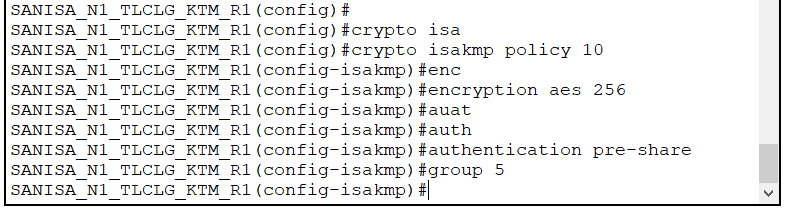 SANISA_N1_TLCLG_KTM_R1(config)#
SANISA_N1_TLCLG_KTM_R1(config)#crypto isa
SANISA_N1_TLCLG_KTM_R1(config)#crypto isakmp policy 10
SANISA_N1_TLCLG_KTM_R1(config-isakmp)#enc
SANISA_N1_TLCLG_KTM_R1(config-isakmp)#encryption aes 256
SANISA_N1_TLCLG_KTM_R1(config-isakmp)#auat
SANISA_N1_TLCLG_KTM_R1(config-isakmp)#auth
SANISA_N1_TLCLG_KTM_R1(config-isakmp)#authentication pre-share
SANISA_N1_TLCLG_KTM_R1(config-isakmp)#group 5
SANISA_N1_TLCLG_KTM_R1(config-isakmp)#